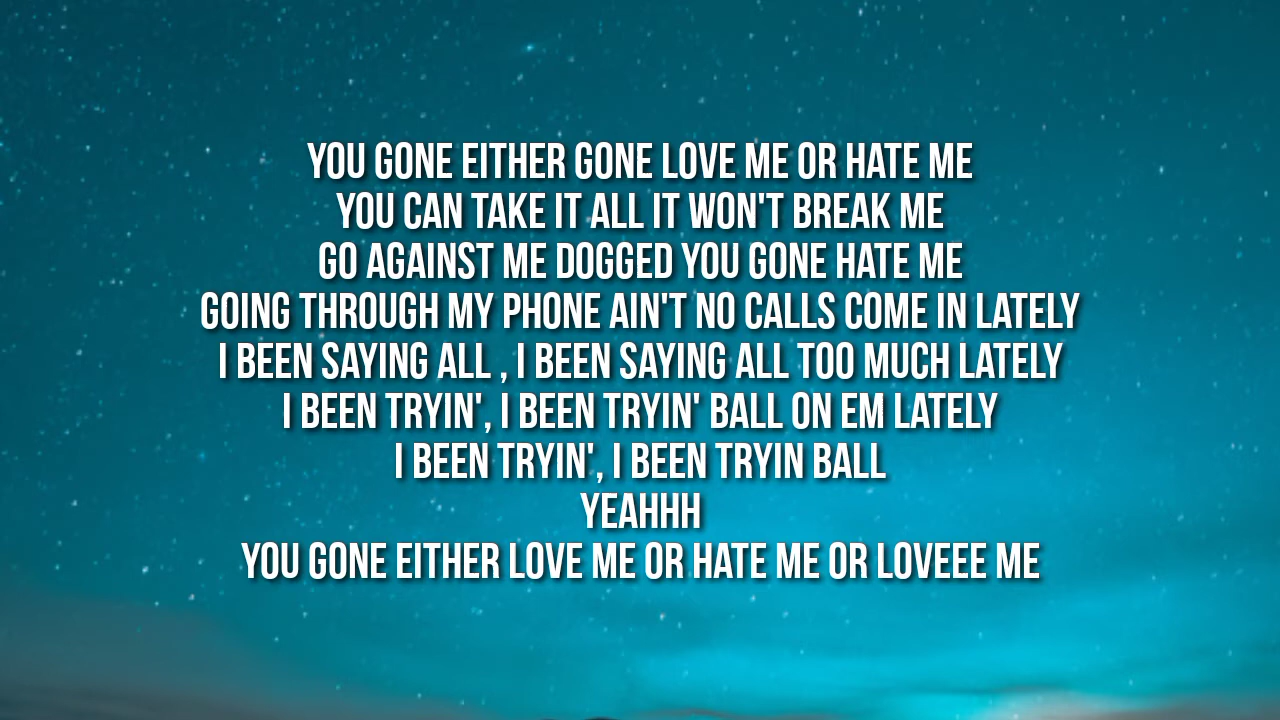 YOU GONE EITHER GONE LOVE ME OR HATE ME
YOU CAN TAKE IT ALL IT WON'T BREAK ME
GO AGAINST ME DOGGED YOU GONE HATE ME
GOING THROUGH MY PHONE AIN'T NO CALLS COME IN LATELY
I BEEN SAYING ALL , I BEEN SAYING ALL TOO MUCH LATELY
I BEEN TRYIN', I BEEN TRYIN' BALL ON EM LATELY
I BEEN TRYIN', I BEEN TRYIN BALL
YEAHHH
YOU GONE EITHER LOVE ME OR HATE ME OR LOVEEE ME